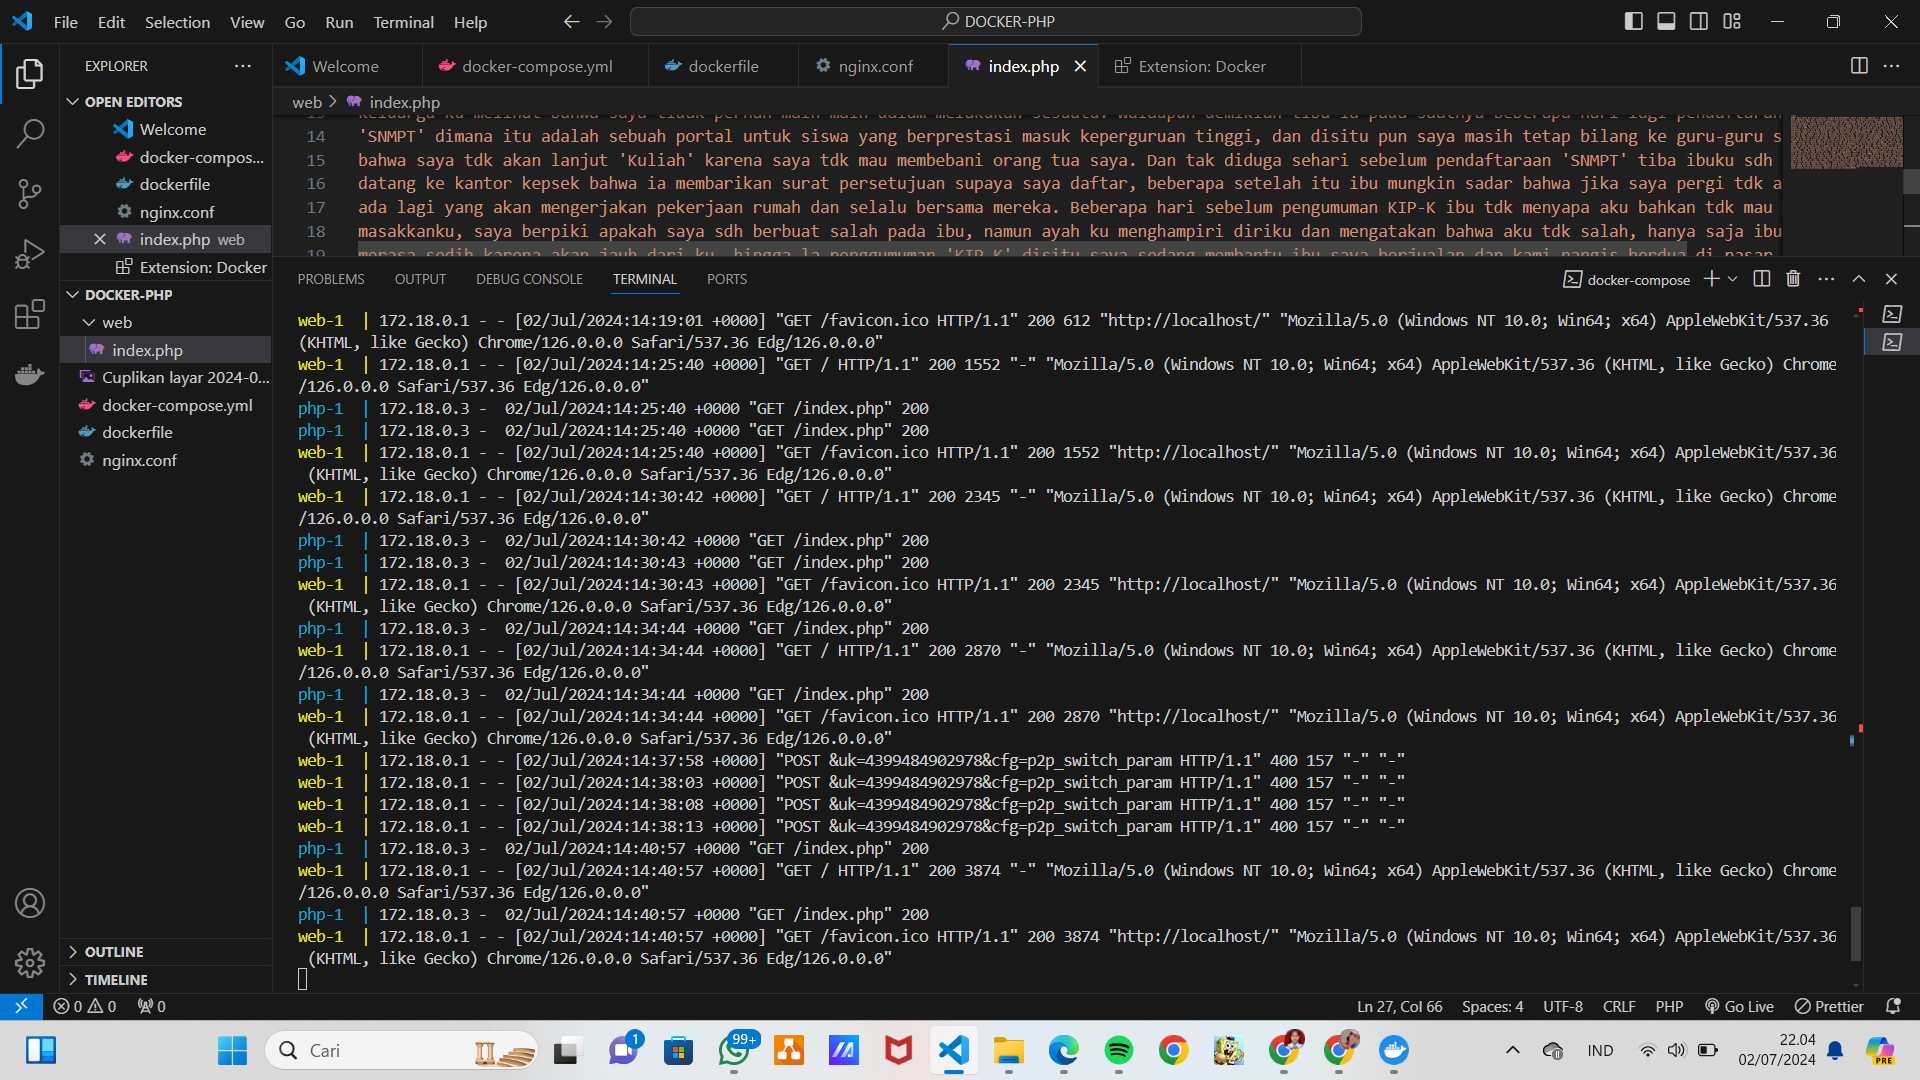 File Edit Selection View Go Run Terminal Help
DOCKER-PHP
EXPLORER
OPEN EDITORS
Welcome
docker-compos...
dockerfile
nginx.conf
index.php web
Extension: Docker
DOCKER-PHP
web
index.php
Cuplikan layar 2024-0...
docker-compose.yml
dockerfile
nginx.conf
OUTLINE
TIMELINE
Welcome docker-compose.yml dockerfile nginx.conf index.php Extension: Docker
web > index.php
14 'SNMPT' dimana itu adalah sebuah portal untuk siswa yang berprestasi masuk keperguruan tinggi, dan disitu pun saya masih tetap bilang ke guru-guru s
15 bahwa saya tdk akan lanjut 'Kuliah' karena saya tdk mau membebani orang tua saya. Dan tak diduga sehari sebelum pendaftaraan 'SNMPT' tiba ibuku sdh
16 datang ke kantor kepsek bahwa ia membarikan surat persetujuan supaya saya daftar, beberapa setelah itu ibu mungkin sadar bahwa jika saya pergi tdk a
17 ada lagi yang akan mengerjakan pekerjaan rumah dan selalu bersama mereka. Beberapa hari sebelum pengumuman KIP-K ibu tdk menyapa aku bahkan tdk mau
18 masakkanku, saya berpiki apakah saya sdh berbuat salah pada ibu, namun ayah ku menghampiri diriku dan mengatakan bahwa aku tdk salah, hanya saja ibu
PROBLEMS OUTPUT DEBUG CONSOLE TERMINAL PORTS
docker-compose
web-1 | 172.18.0.1 - - [02/Jul/2024:14:19:01 +0000] "GET /favicon.ico HTTP/1.1" 200 612 "http://localhost/" "Mozilla/5.0 (Windows NT 10.0; Win64; x64) AppleWebKit/537.36
(KHTML, like Gecko) Chrome/126.0.0.0 Safari/537.36 Edg/126.0.0.0"
web-1 | 172.18.0.1 - - [02/Jul/2024:14:25:40 +0000] "GET / HTTP/1.1" 200 1552 "-" "Mozilla/5.0 (Windows NT 10.0; Win64; x64) AppleWebKit/537.36 (KHTML, like Gecko) Chrome
/126.0.0.0 Safari/537.36 Edg/126.0.0.0"
php-1 | 172.18.0.3 - 02/Jul/2024:14:25:40 +0000 "GET /index.php" 200
php-1 | 172.18.0.3 - 02/Jul/2024:14:25:40 +0000 "GET /index.php" 200
web-1 | 172.18.0.1 - - [02/Jul/2024:14:25:40 +0000] "GET /favicon.ico HTTP/1.1" 200 1552 "http://localhost/" "Mozilla/5.0 (Windows NT 10.0; Win64; x64) AppleWebKit/537.36
(KHTML, like Gecko) Chrome/126.0.0.0 Safari/537.36 Edg/126.0.0.0"
web-1 | 172.18.0.1 - - [02/Jul/2024:14:30:42 +0000] "GET / HTTP/1.1" 200 2345 "-" "Mozilla/5.0 (Windows NT 10.0; Win64; x64) AppleWebKit/537.36 (KHTML, like Gecko) Chrome
/126.0.0.0 Safari/537.36 Edg/126.0.0.0"
php-1 | 172.18.0.3 - 02/Jul/2024:14:30:42 +0000 "GET /index.php" 200
php-1 | 172.18.0.3 - 02/Jul/2024:14:30:43 +0000 "GET /index.php" 200
web-1 | 172.18.0.1 - - [02/Jul/2024:14:30:43 +0000] "GET /favicon.ico HTTP/1.1" 200 2345 "http://localhost/" "Mozilla/5.0 (Windows NT 10.0; Win64; x64) AppleWebKit/537.36
(KHTML, like Gecko) Chrome/126.0.0.0 Safari/537.36 Edg/126.0.0.0"
php-1 | 172.18.0.3 - 02/Jul/2024:14:34:44 +0000 "GET /index.php" 200
web-1 | 172.18.0.1 - - [02/Jul/2024:14:34:44 +0000] "GET / HTTP/1.1" 200 2870 "-" "Mozilla/5.0 (Windows NT 10.0; Win64; x64) AppleWebKit/537.36 (KHTML, like Gecko) Chrome
/126.0.0.0 Safari/537.36 Edg/126.0.0.0"
php-1 | 172.18.0.3 - 02/Jul/2024:14:34:44 +0000 "GET /index.php" 200
web-1 | 172.18.0.1 - - [02/Jul/2024:14:34:44 +0000] "GET /favicon.ico HTTP/1.1" 200 2870 "http://localhost/" "Mozilla/5.0 (Windows NT 10.0; Win64; x64) AppleWebKit/537.36
(KHTML, like Gecko) Chrome/126.0.0.0 Safari/537.36 Edg/126.0.0.0"
web-1 | 172.18.0.1 - - [02/Jul/2024:14:37:58 +0000] "POST &uk=4399484902978&cfg=p2p_switch_param HTTP/1.1" 400 157 "-" "-"
web-1 | 172.18.0.1 - - [02/Jul/2024:14:38:03 +0000] "POST &uk=4399484902978&cfg=p2p_switch_param HTTP/1.1" 400 157 "-" "-"
web-1 | 172.18.0.1 - - [02/Jul/2024:14:38:08 +0000] "POST &uk=4399484902978&cfg=p2p_switch_param HTTP/1.1" 400 157 "-" "-"
web-1 | 172.18.0.1 - - [02/Jul/2024:14:38:13 +0000] "POST &uk=4399484902978&cfg=p2p_switch_param HTTP/1.1" 400 157 "-" "-"
php-1 | 172.18.0.3 - 02/Jul/2024:14:40:57 +0000 "GET /index.php" 200
web-1 | 172.18.0.1 - - [02/Jul/2024:14:40:57 +0000] "GET / HTTP/1.1" 200 3874 "-" "Mozilla/5.0 (Windows NT 10.0; Win64; x64) AppleWebKit/537.36 (KHTML, like Gecko) Chrome
/126.0.0.0 Safari/537.36 Edg/126.0.0.0"
php-1 | 172.18.0.3 - 02/Jul/2024:14:40:57 +0000 "GET /index.php" 200
web-1 | 172.18.0.1 - - [02/Jul/2024:14:40:57 +0000] "GET /favicon.ico HTTP/1.1" 200 3874 "http://localhost/" "Mozilla/5.0 (Windows NT 10.0; Win64; x64) AppleWebKit/537.36
(KHTML, like Gecko) Chrome/126.0.0.0 Safari/537.36 Edg/126.0.0.0"
0 0 0 Ln 27, Col 66 Spaces: 4 UTF-8 CRLF PHP Go Live Prettier
Cari 1 99+ IND 22.04
02/07/2024
PRE